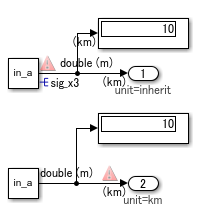 10
(km)
double (m)
in_a
1
sig_x3
(km)
unit=inherit
10
double (m)
in_a
2
(km)
unit=km